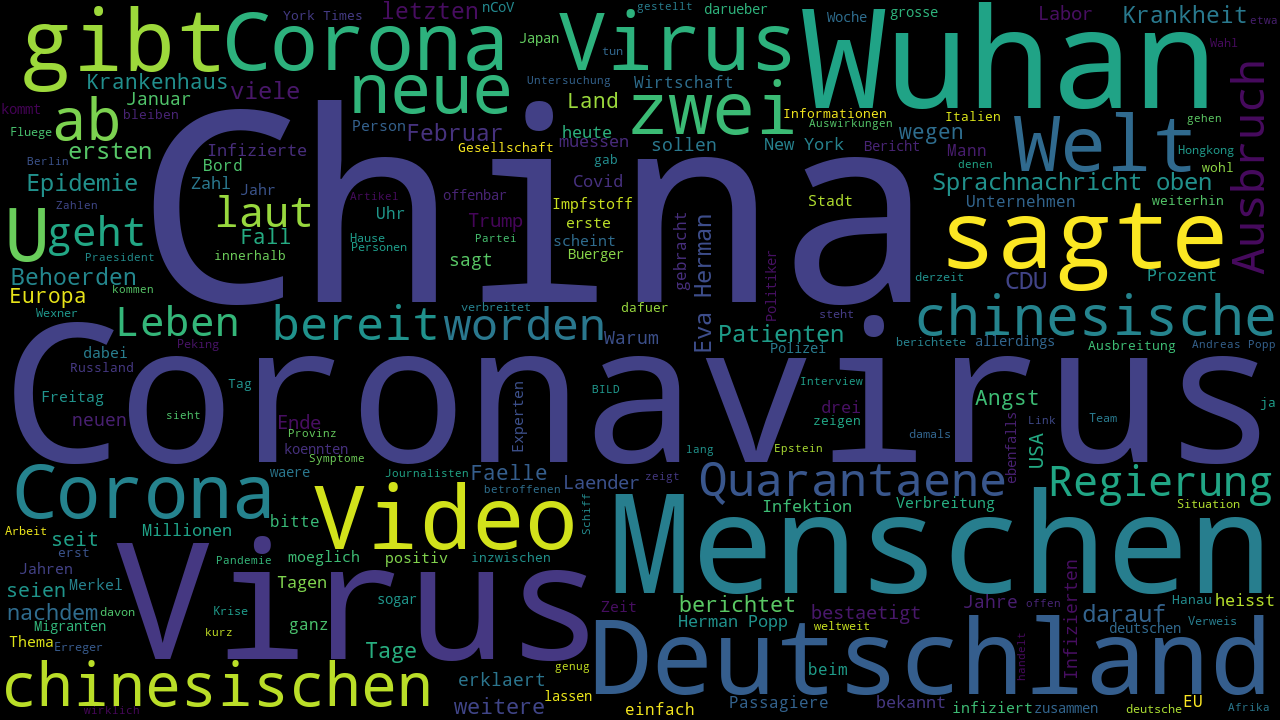 York Times
letzten
nCoV
gestellt
darueber
Woche
grosse
Labor
Krankheit
etwa
gibt
Corona
Virus
Wuhan
Japan
tun
Wahl
Krankenhaus
viele
neue
Untersuchung
Wirtschaft
zwei
Ausbruch
kommt
Januar
bleiben
Land
Informationen
Italien
gehen
Fluege
ab
Person
Februar
heute
Auswirkungen
wegen
Welt
ersten
Infizierte
Gesellschaft
muessen
sollen
New York
Bericht
Mann
Hongkong
Berlin
Bord
China
gab
denen
wohl
Epidemie
Zahl
Jahr
Artikel
offenbar
Covid
Sprachnachricht oben
Zahlen
laut
Uhr
Trump
Impfstoff
erste
Stadt
Unternehmen
weiterhin
U
geht
Fall
Hause
Personen
Partei
scheint
Buerger
gebracht
Eva Herman
sagte
Praesident
innerhalb
sagt
Politiker
Behoerden
kommen
CDU
derzeit
Prozent
Europa
verbreitet
dafuer
steht
Wexner
Leben
bereit
worden
Warum
Patienten
chinesische
dabei
Peking
Polizei
berichtete
allerdings
Ausbreitung
Andreas Popp
Russland
Freitag
Tag
Coronavirus
BILD
Interview
Angst
ja
neuen
sieht
Ende
Experten
drei
zeigen
Link
Team
Provinz
koennten
lang
Epstein
damals
ebenfalls
USA
Symptome
Corona
waere
Journalisten
Faelle
Laender
zeigt
Quarantaene
Regierung
betroffenen
Schiff
Infektion
Verbreitung
Situation
Arbeit
seit
Millionen
bitte
Video
Menschen
erst
Pandemie
moeglich
positiv
inzwischen
Jahren
Virus
Tagen
seien
Merkel
sogar
Zeit
berichtet
bestaetigt
Jahre
offen
Infizierten
darauf
Hanau
heisst
nachdem
davon
Krise
Herman Popp
weltweit
deutschen
Verweis
Migranten
kurz
ganz
Thema
Erreger
Tage
Deutschland
handelt
genug
beim
chinesischen
erklaert
lassen
wirklich
weitere
einfach
Passagiere
bekannt
infiziert
zusammen
deutsche
EU
Afrika